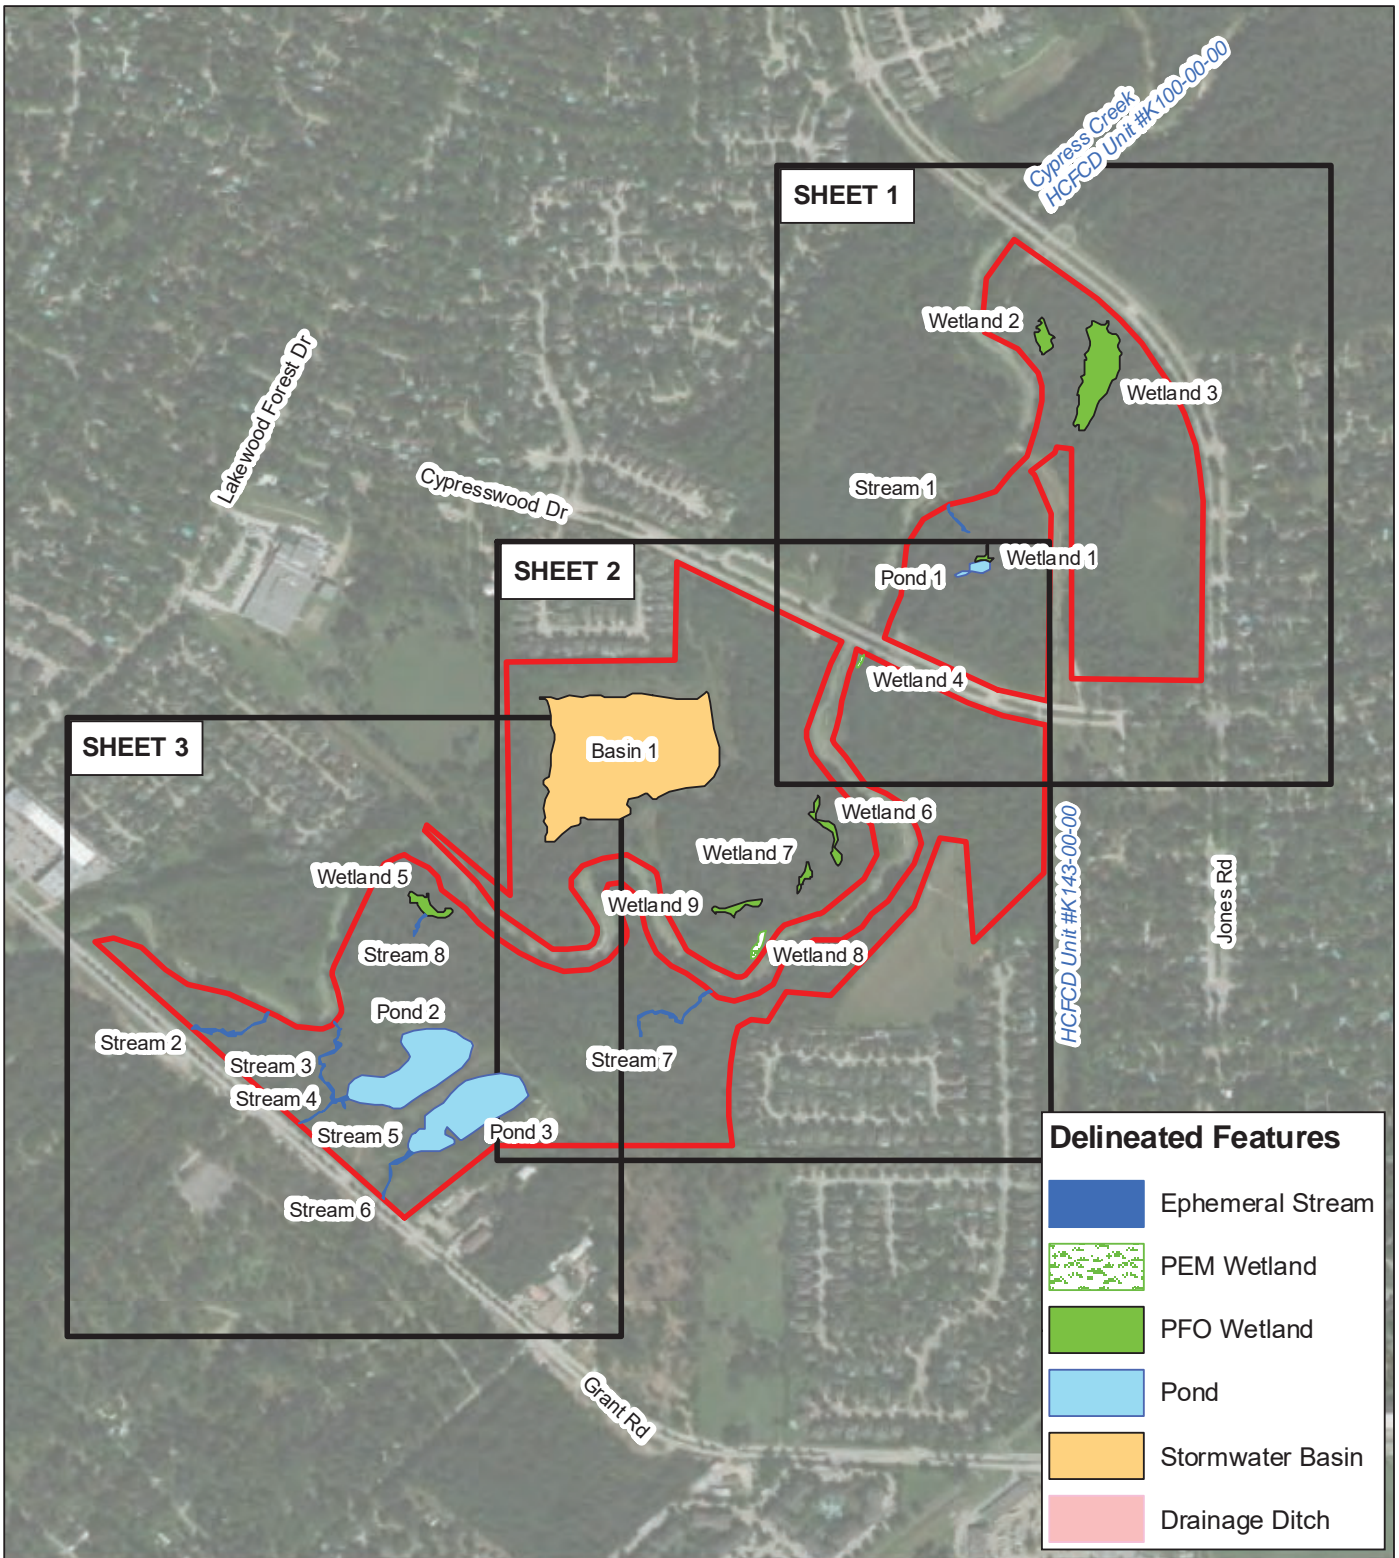 Cypress Creek
HCFCD Unit #K100-00-00
SHEET 1
Wetland 2
Wetland 3
Lakewood Forest Dr
Cypresswood Dr
Stream 1
Wetland 1
Pond 1
SHEET 2
Wetland 4
SHEET 3
Basin 1
Wetland 6
Wetland 7
HCFCD Unit #K143-00-00
Jones Rd
Wetland 5
Wetland 9
Stream 8
Wetland 8
Pond 2
Stream 2
Stream 3
Stream 7
Stream 4
Stream 5
Pond 3
Stream 6
Grant Rd
Delineated Features
Ephemeral Stream
PEM Wetland
PFO Wetland
Pond
Stormwater Basin
Drainage Ditch